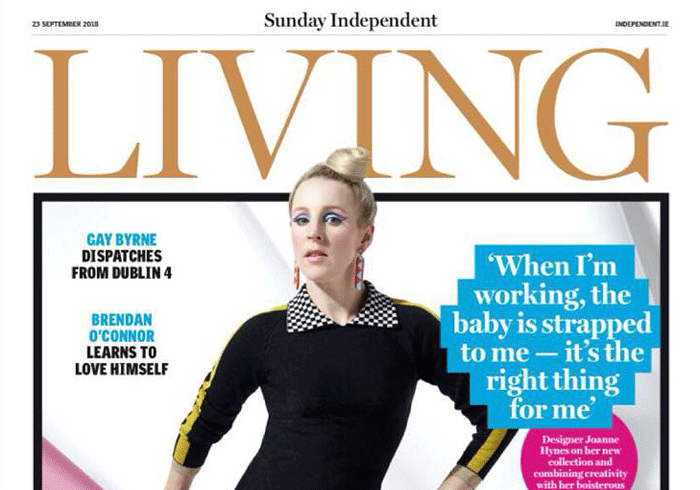 23 SEPTEMBER 2018
Sunday Independent
INDEPENDENT.IE
LIVING
GAY BYRNE
DISPATCHES
FROM DUBLIN 4
BRENDAN
O'CONNOR
LEARNS TO
LOVE HIMSELF
‘When I’m
working, the
baby is strapped
to me — it’s the
right thing
for me’
Designer Joanne
Hynes on her new
collection and
combining creativity
with her boisterous